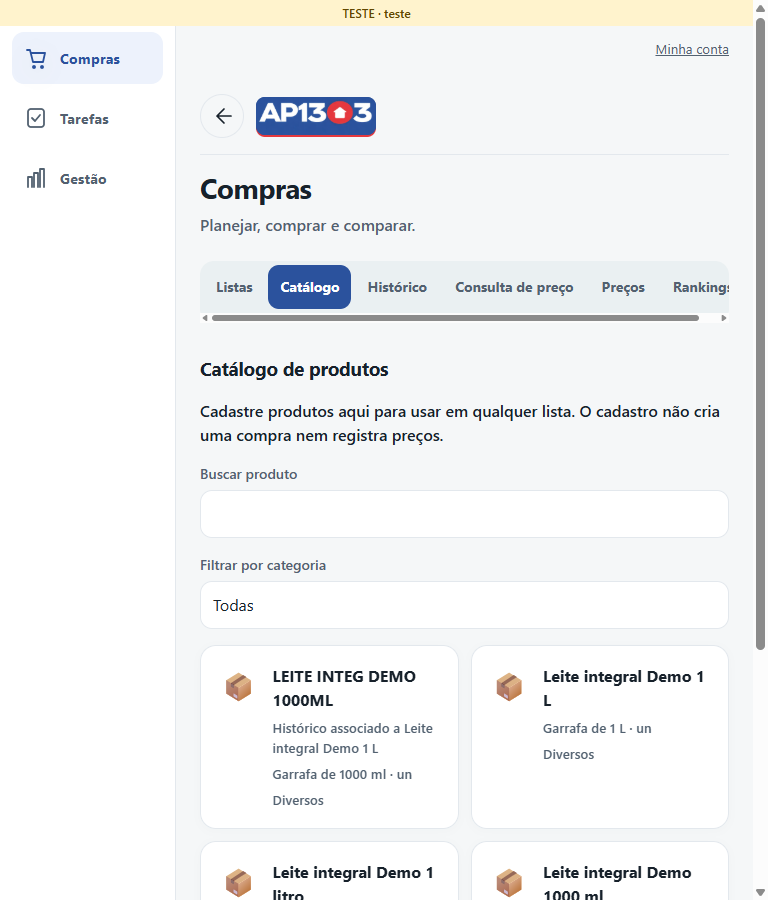 TESTE · teste
Compras
Tarefas
Gestão
Minha conta
AP1303
Compras
Planejar, comprar e comparar.
Listas
Catálogo
Histórico
Consulta de preço
Preços
Rankings
Catálogo de produtos
Cadastre produtos aqui para usar em qualquer lista. O cadastro não cria
uma compra nem registra preços.
Buscar produto
Filtrar por categoria
Todas
LEITE INTEG DEMO
1000ML
Histórico associado a Leite
integral Demo 1 L
Garrafa de 1000 ml · un
Diversos
Leite integral Demo 1
L
Garrafa de 1 L · un
Diversos
Leite integral Demo 1
litro
Leite integral Demo
1000 ml